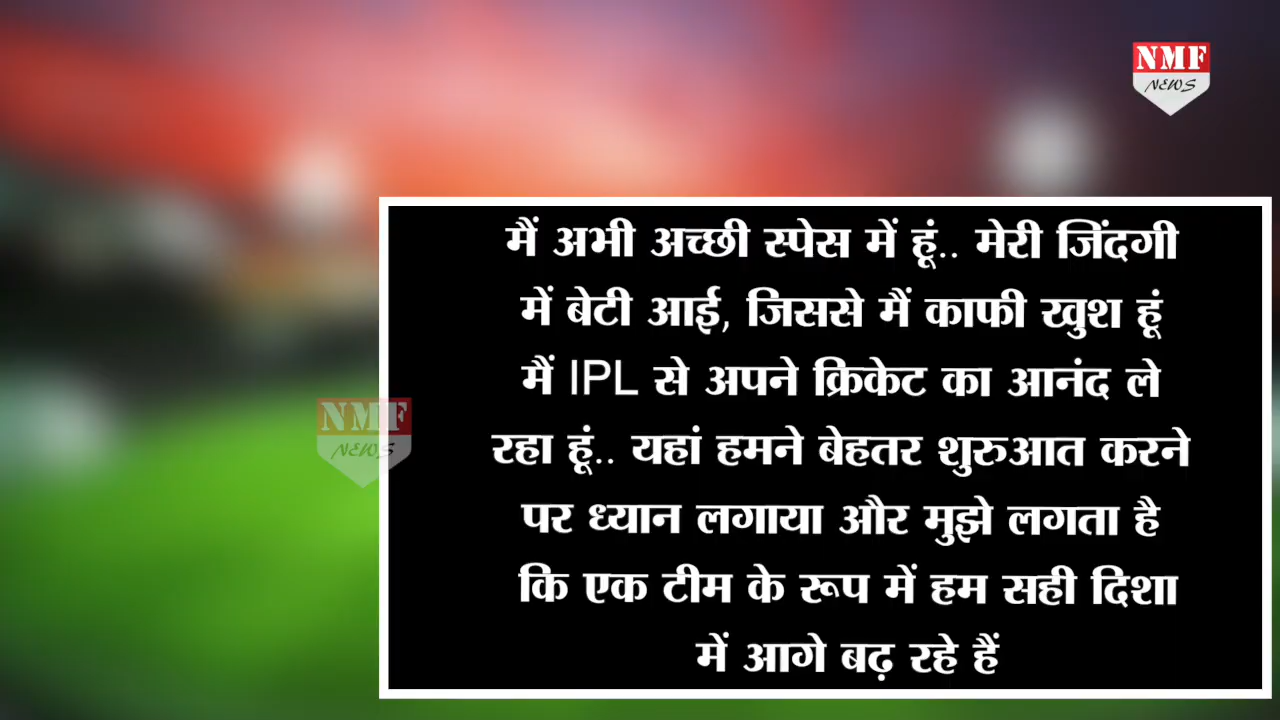 NMF
NEWS
मैं अभी अच्छी स्पेस में हूं.. मेरी जिंदगी
में बेटी आई, जिससे मैं काफी खुश हूं
मैं IPL से अपने क्रिकेट का आनंद ले
रहा हूं.. यहां हमने बेहतर शुरुआत करने
पर ध्यान लगाया और मुझे लगता है
कि एक टीम के रूप में हम सही दिशा
में आगे बढ़ रहे हैं
NMF
NEWS